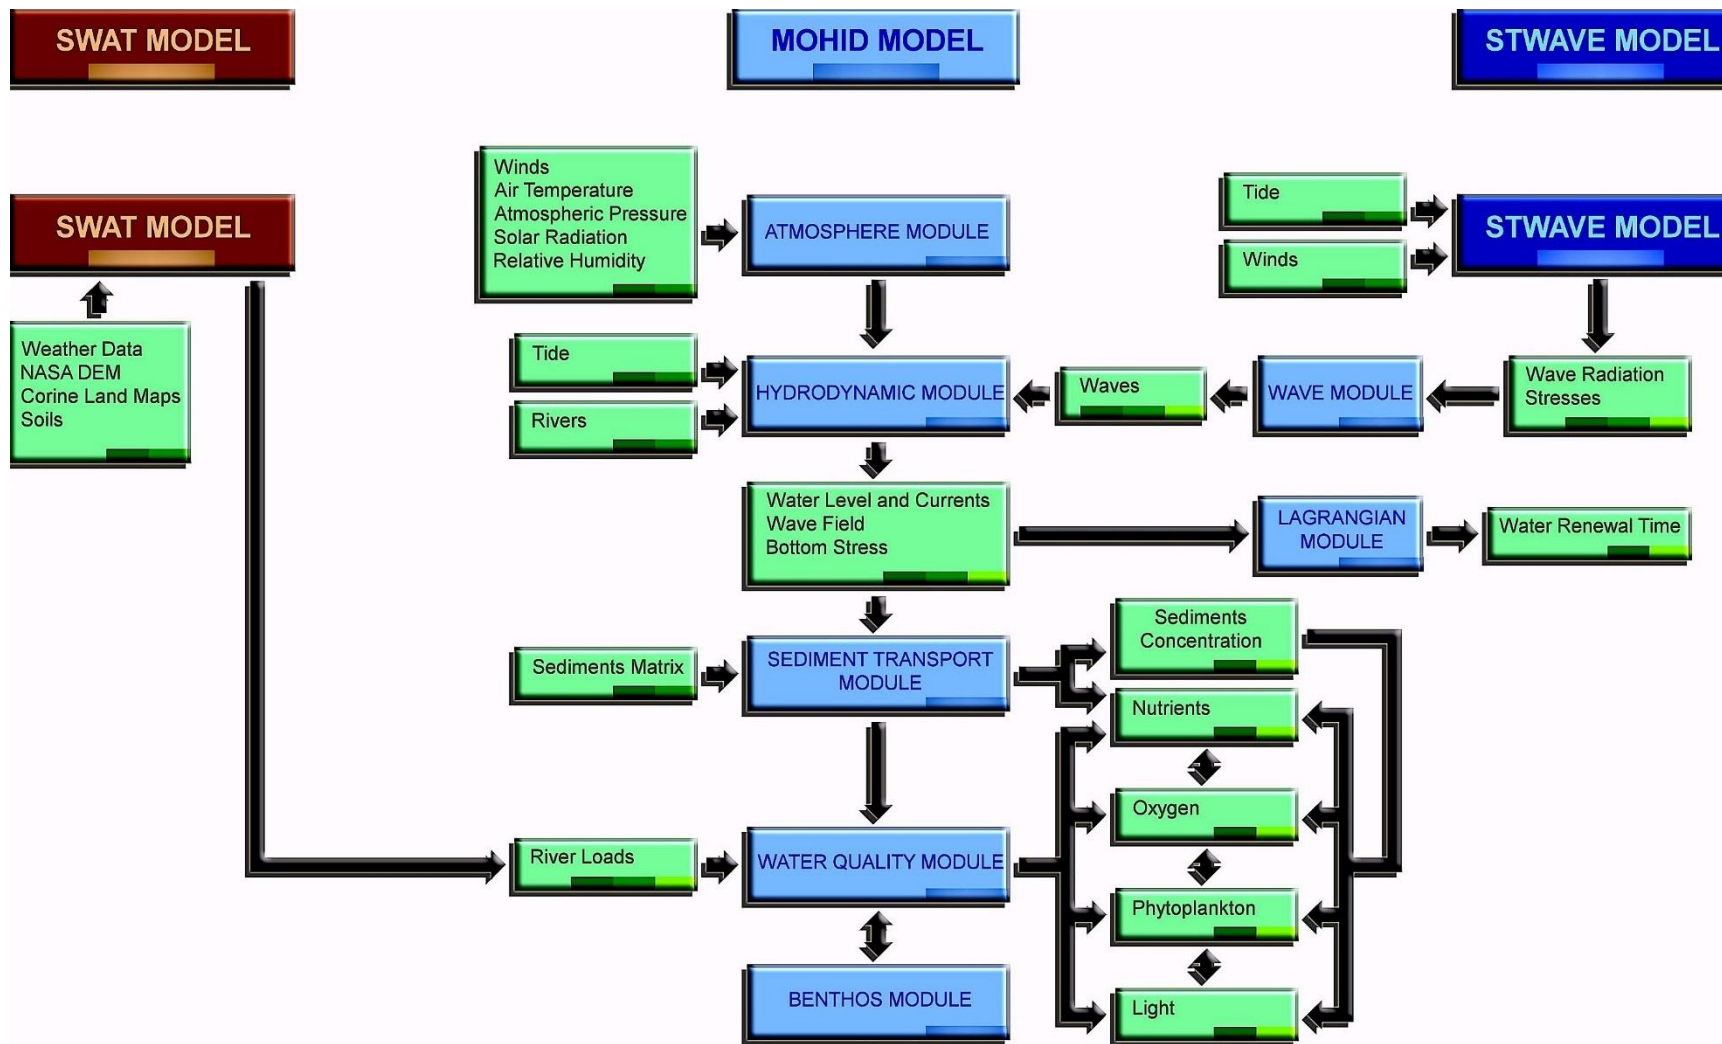 SWAT MODEL
MOHID MODEL
STWAVE MODEL
SWAT MODEL
Weather Data
NASA DEM
Corine Land Maps
Soils
Winds
Air Temperature
Atmospheric Pressure
Solar Radiation
Relative Humidity
ATMOSPHERE MODULE
Tide
Winds
STWAVE MODEL
Tide
Rivers
HYDRODYNAMIC MODULE
Waves
WAVE MODULE
Wave Radiation
Stresses
Water Level and Currents
Wave Field
Bottom Stress
LAGRANGIAN
MODULE
Water Renewal Time
Sediments Matrix
SEDIMENT TRANSPORT
MODULE
Sediments
Concentration
Nutrients
Oxygen
River Loads
WATER QUALITY MODULE
Phytoplankton
BENTHOS MODULE
Light